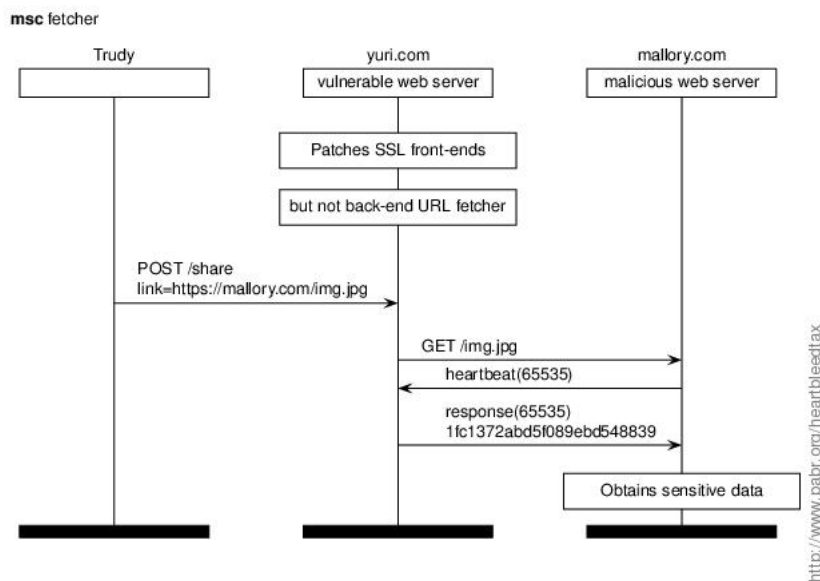 msc fetcher
Trudy
yuri.com
mallory.com
vulnerable web server
malicious web server
Patches SSL front-ends
but not back-end URL fetcher
POST /share
link=https://mallory.com/img.jpg
GET /img.jpg
heartbeat(65535)
response(65535)
1fc1372abd5f089ebd548839
Obtains sensitive data
http://www.pabr.org/heartbleedtax